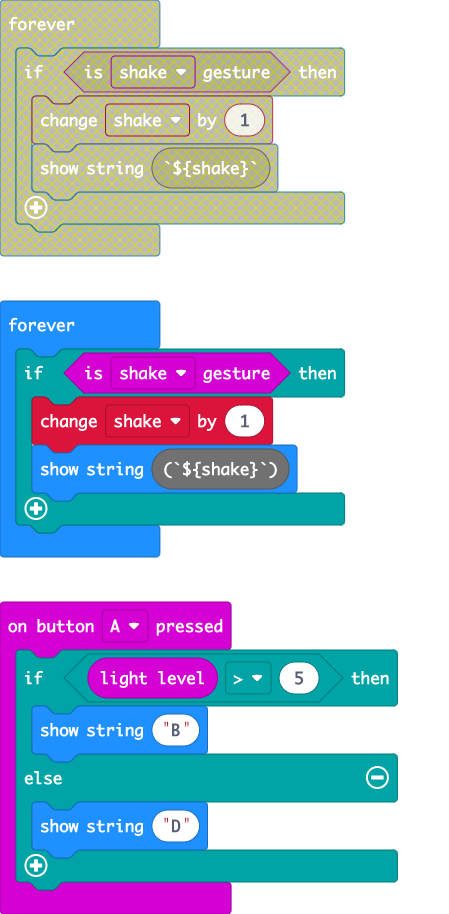 forever
if is shake gesture then
change shake by 1
show string `${shake}`
forever
if is shake gesture then
change shake by 1
show string (`${shake}`)
on button A pressed
if light level > 5 then
show string "B"
else
show string "D"